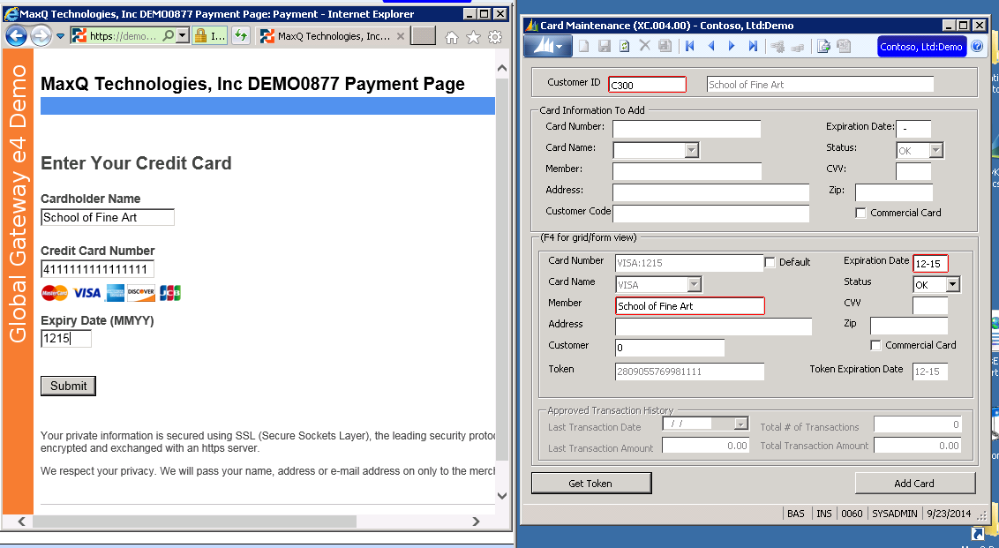 MaxQ Technologies, Inc DEMO0877 Payment Page: Payment - Internet Explorer
https://demo...
I...
MaxQ Technologies, Inc...
Global Gateway e4 Demo
MaxQ Technologies, Inc DEMO0877 Payment Page
Enter Your Credit Card
Cardholder Name
School of Fine Art
Credit Card Number
4111111111111111
MasterCard VISA DISCOVER JCB
Expiry Date (MMYY)
1215
Submit
Your private information is secured using SSL (Secure Sockets Layer), the leading security proto
encrypted and exchanged with an https server.
We respect your privacy. We will pass your name, address or e-mail address on only to the merc
Card Maintenance (XC.004.00) - Contoso, Ltd:Demo
Contoso, Ltd:Demo
Customer ID C300 School of Fine Art
Card Information To Add
Card Number: Expiration Date: -
Card Name: Status: OK
Member: CVV:
Address: Zip:
Customer Code Commercial Card
(F4 for grid/form view)
Card Number VISA:1215 Default Expiration Date 12-15
Card Name VISA Status OK
Member School of Fine Art CVV
Address Zip
Customer 0 Commercial Card
Token 2809055769981111 Token Expiration Date 12-15
Approved Transaction History
Last Transaction Date / / Total # of Transactions 0
Last Transaction Amount 0.00 Total Transaction Amount 0.00
Get Token Add Card
BAS INS 0060 SYSADMIN 9/23/2014